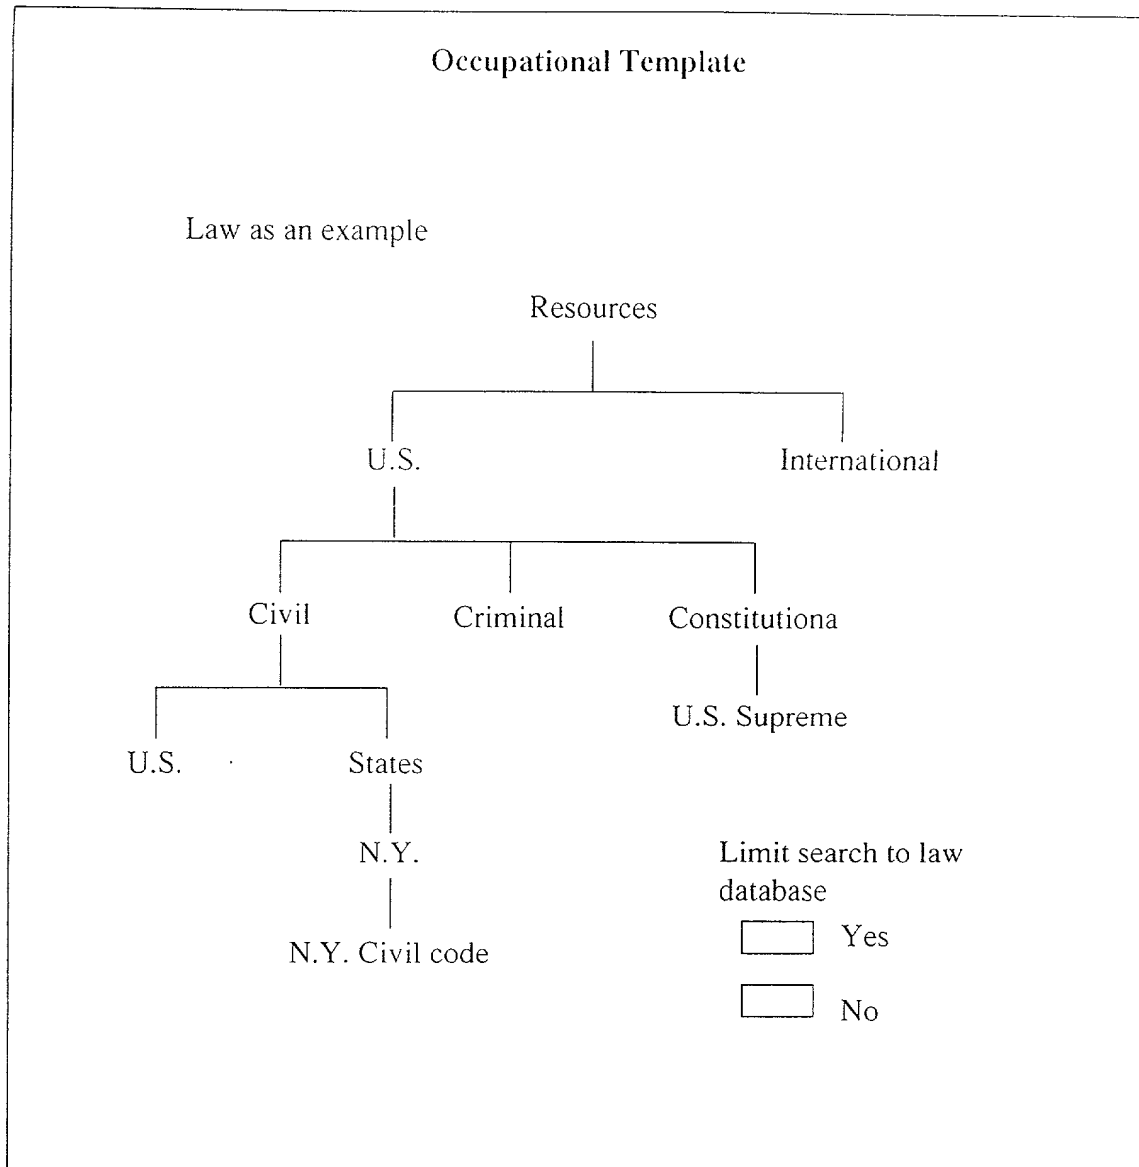 Occupational Template
Law as an example
Resources
U.S.
International
Civil
Criminal
Constitutiona
U.S. Supreme
U.S.
States
N.Y.
N.Y. Civil code
Limit search to law
database
Yes
No